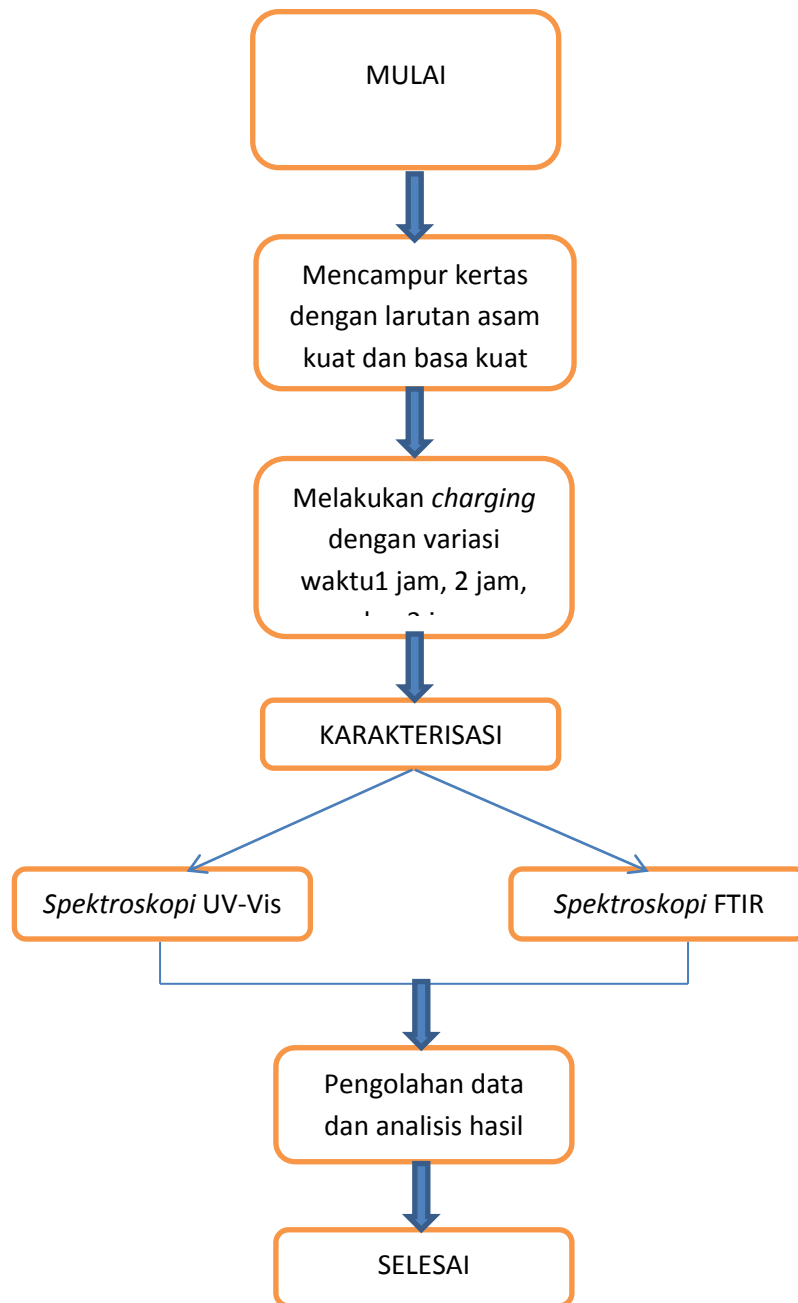 MULAI
Mencampur kertas
dengan larutan asam
kuat dan basa kuat
Melakukan charging
dengan variasi
waktu1 jam, 2 jam,
KARAKTERISASI
Spektroskopi UV-Vis
Spektroskopi FTIR
Pengolahan data
dan analisis hasil
SELESAI